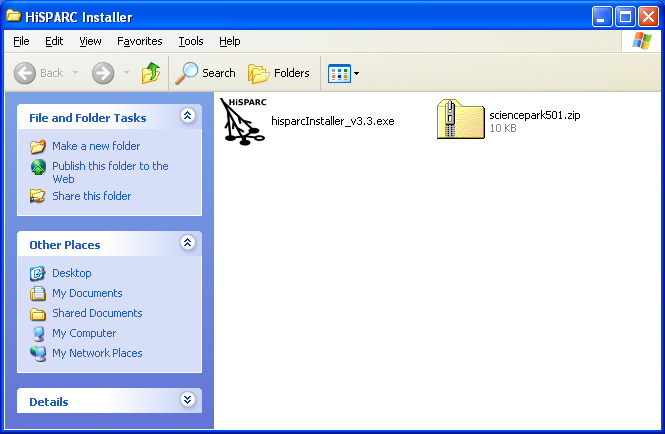 HiSPARC Installer
File Edit View Favorites Tools Help
Back Search Folders
File and Folder Tasks
Make a new folder
Publish this folder to the
Web
Share this folder
Other Places
Desktop
My Documents
Shared Documents
My Computer
My Network Places
Details
HiSPARC
hisparcInstaller_v3.3.exe
sciencepark501.zip
10 KB